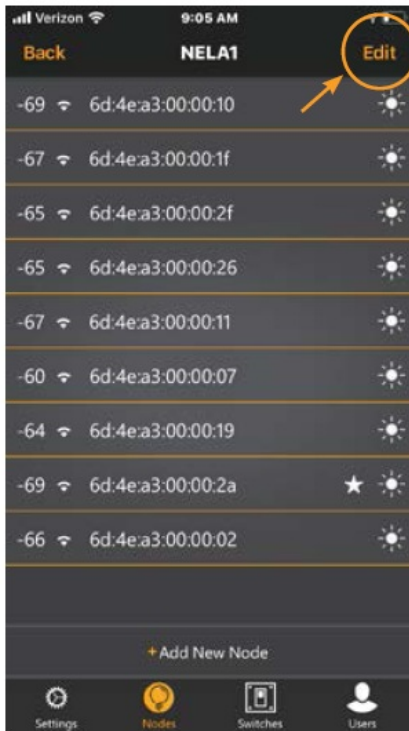 Verizon 9:05 AM
Back NELA1 Edit
-69 6d:4e:a3:00:00:10
-67 6d:4e:a3:00:00:1f
-65 6d:4e:a3:00:00:2f
-65 6d:4e:a3:00:00:26
-67 6d:4e:a3:00:00:11
-60 6d:4e:a3:00:00:07
-64 6d:4e:a3:00:00:19
-69 6d:4e:a3:00:00:2a
-66 6d:4e:a3:00:00:02
+Add New Node
Settings Nodes Switches Users